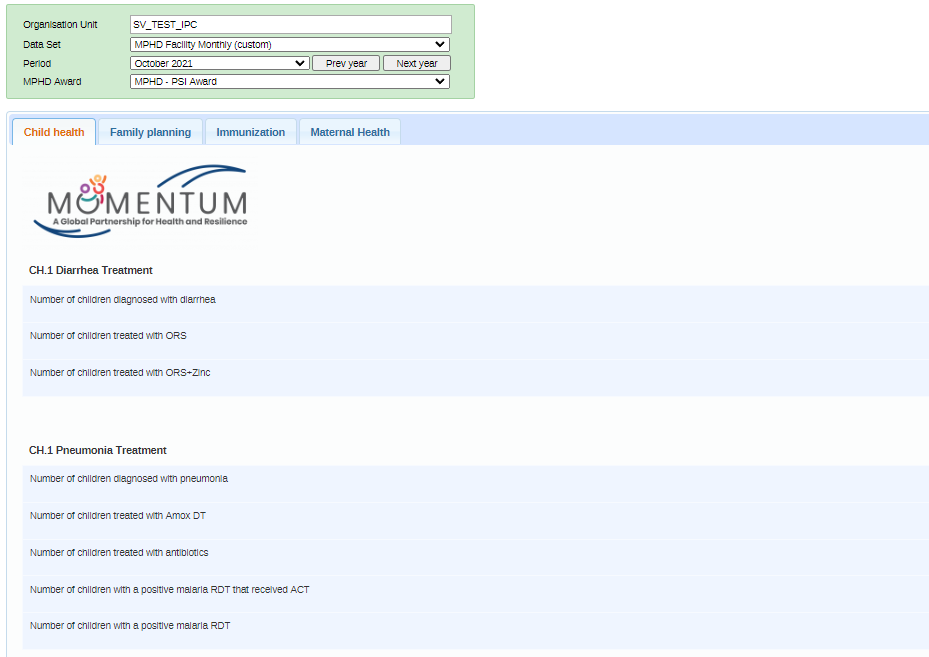 Organisation Unit SV_TEST_IPC
Data Set MPHD Facility Monthly (custom)
Period October 2021 Prev year Next year
MPHD Award MPHD - PSI Award
Child health Family planning Immunization Maternal Health
MOMENTUM
A Global Partnership for Health and Resilience
CH.1 Diarrhea Treatment
Number of children diagnosed with diarrhea
Number of children treated with ORS
Number of children treated with ORS+Zinc
CH.1 Pneumonia Treatment
Number of children diagnosed with pneumonia
Number of children treated with Amox DT
Number of children treated with antibiotics
Number of children with a positive malaria RDT that received ACT
Number of children with a positive malaria RDT